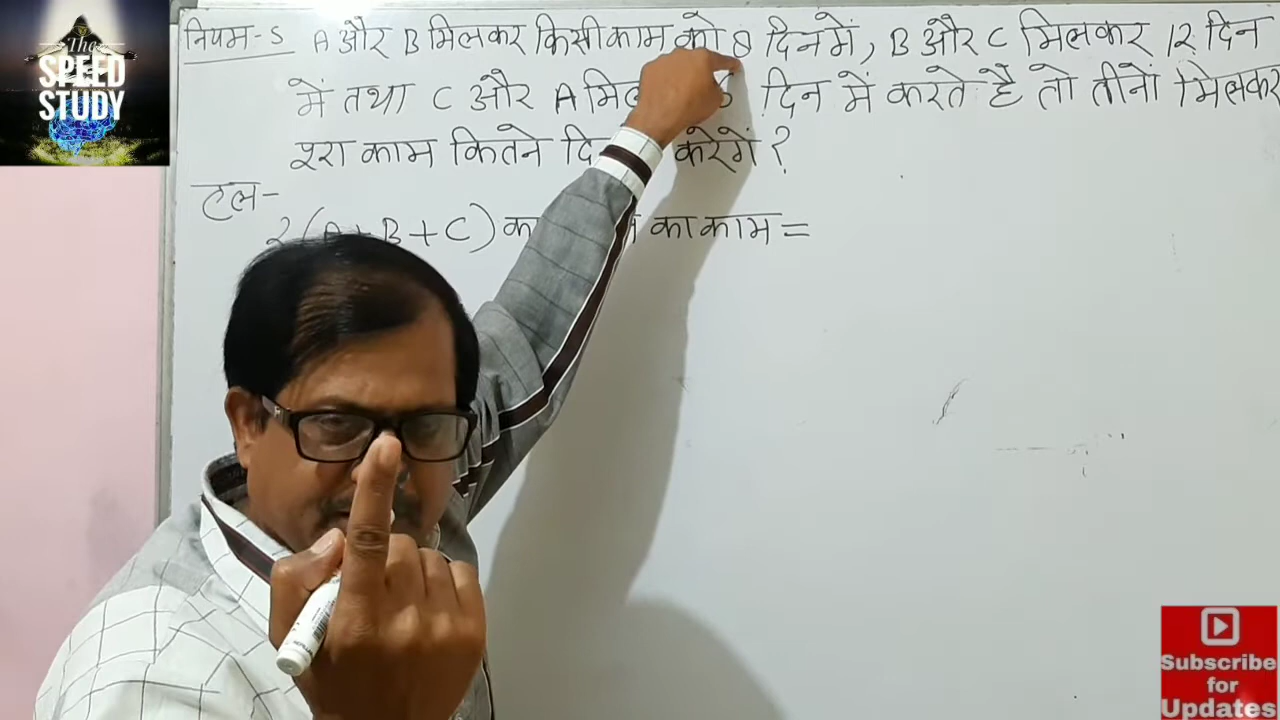 The
SPEED
STUDY
नियम-5 A और B मिलकर किसी काम को 8 दिन में, B और C मिलकर 12 दिन
में तथा C और A दिन में करते है तो तीनों मिलकर
काम कितने करेगें ?
हल-
2(A+B+C) का का काम =
Subscribe
for
Updates